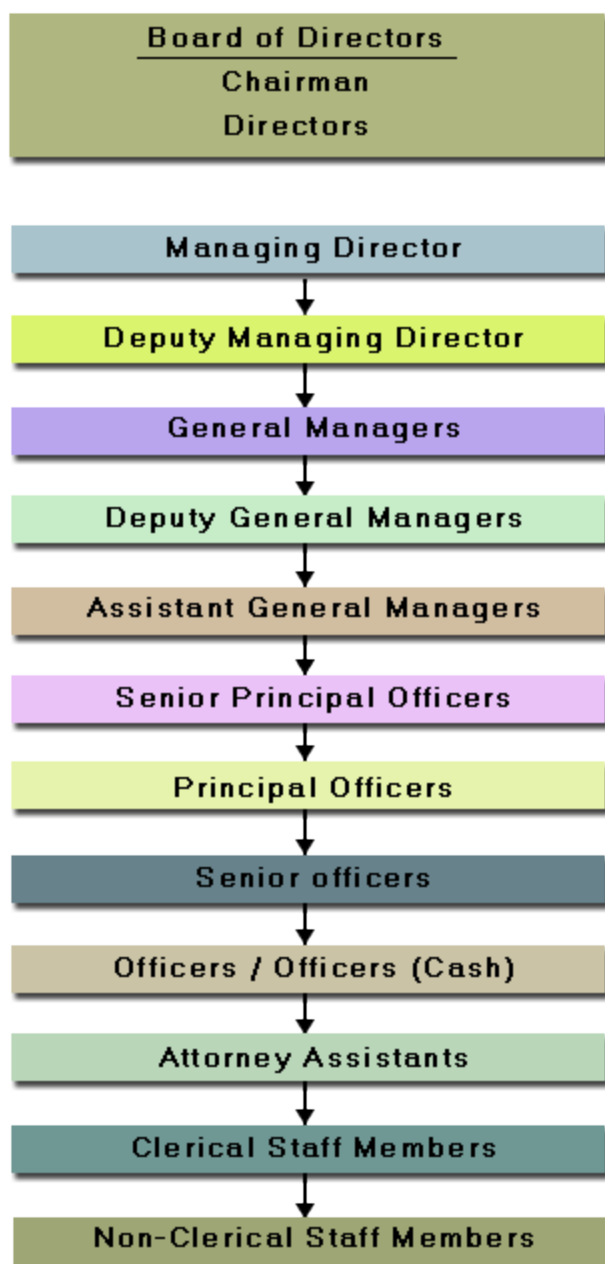 Board of Directors
Chairman
Directors
Managing Director
Deputy Managing Director
General Managers
Deputy General Managers
Assistant General Managers
Senior Principal Officers
Principal Officers
Senior officers
Officers / Officers (Cash)
Attorney Assistants
Clerical Staff Members
Non-Clerical Staff Members